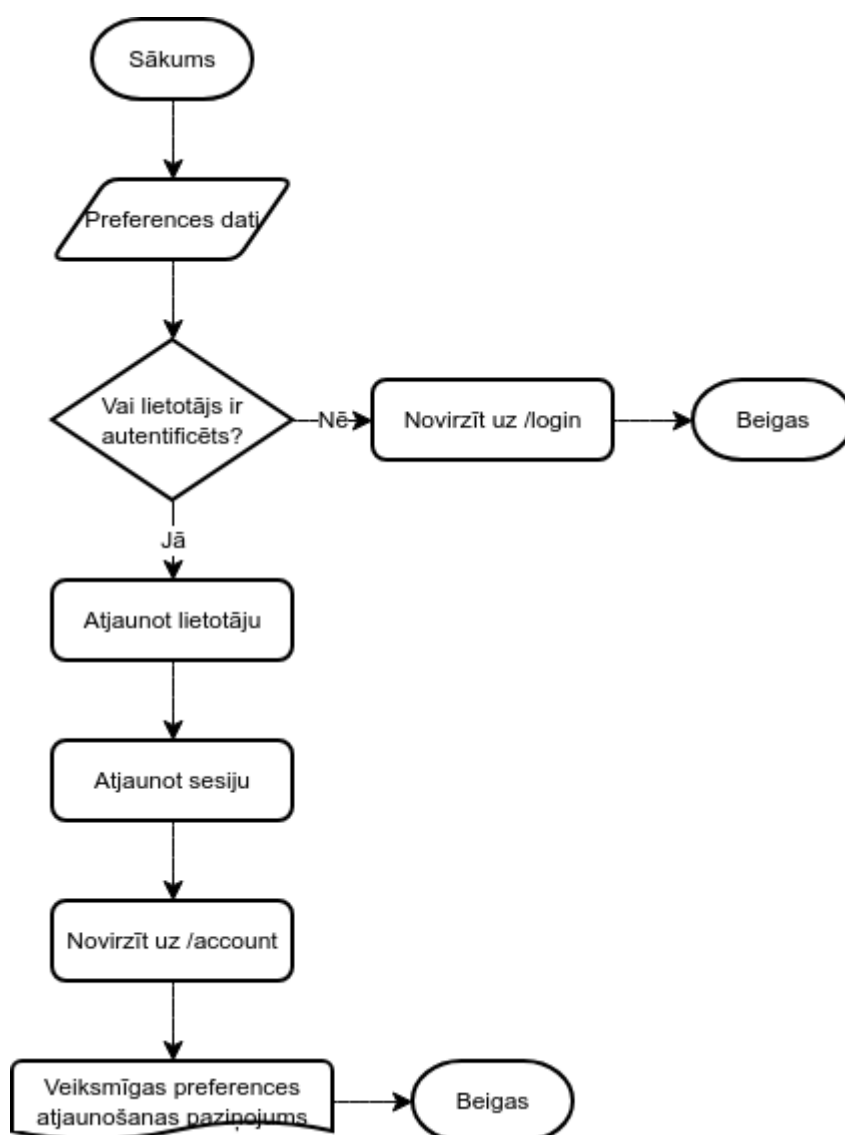 Sākums
Preferences dati
Vai lietotājs ir
autentificēts?
Nē
Novirzīt uz /login
Beigas
Jā
Atjaunot lietotāju
Atjaunot sesiju
Novirzīt uz /account
Veiksmīgas preferences
atjaunošanas paziņojums
Beigas